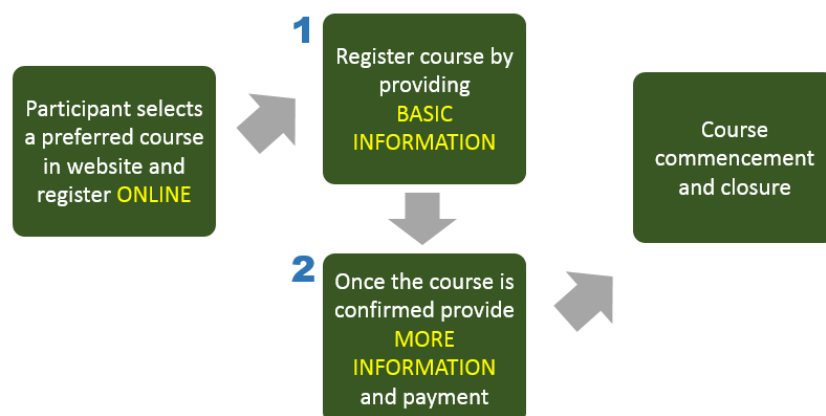 Participant selects
a preferred course
in website and
register ONLINE
1
Register course by
providing
BASIC
INFORMATION
2
Once the course is
confirmed provide
MORE
INFORMATION
and payment
Course
commencement
and closure